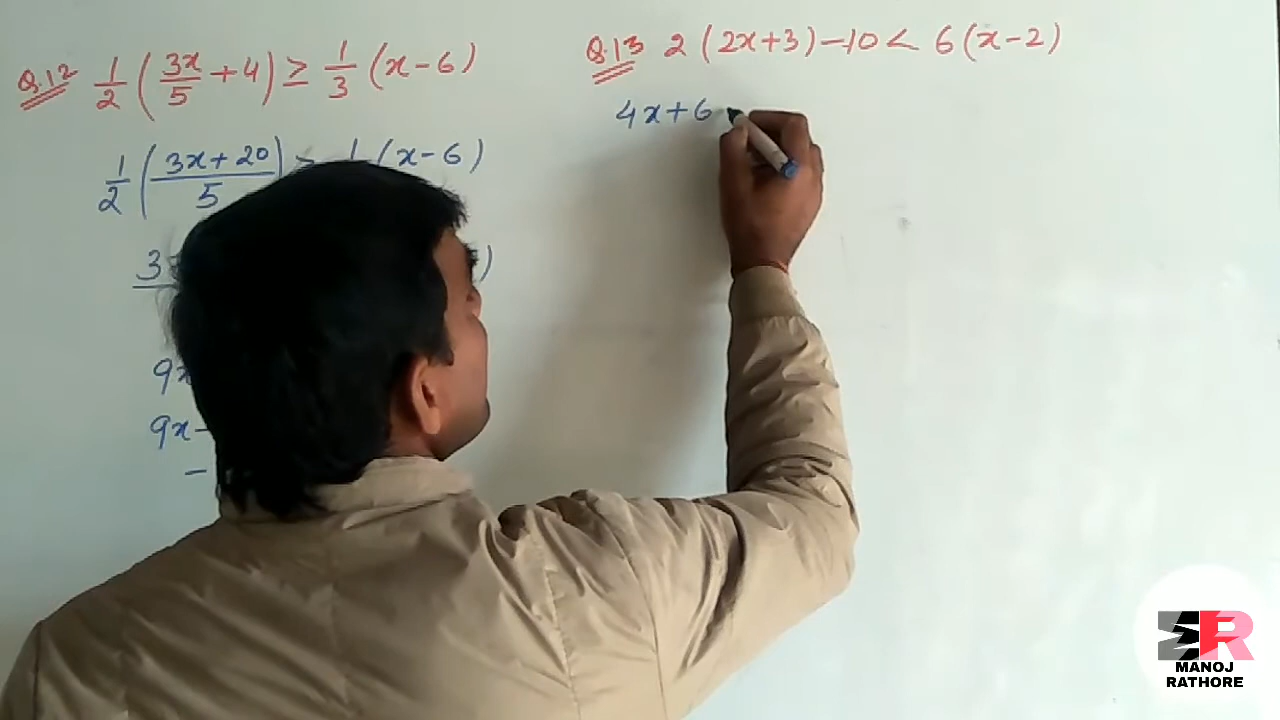 Q.12 1/2 (3x/5 + 4) ≥ 1/3 (x - 6)
1/2 (3x + 20 / 5) ≥ 1 (x - 6)
3 )
9x
9x -
-
Q.13 2 (2x+3) - 10 < 6 (x - 2)
4x + 6
MANOJ
RATHORE